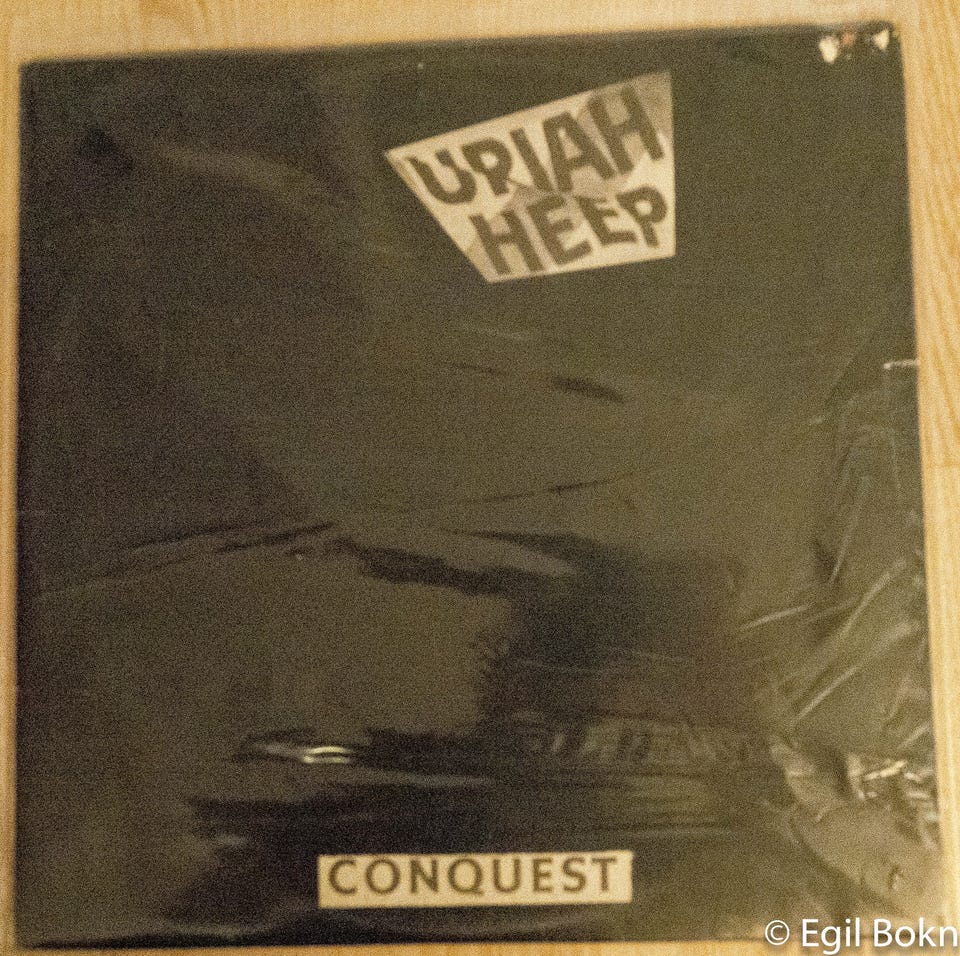 URIAH
HEEP
CONQUEST
© Egil Bokn